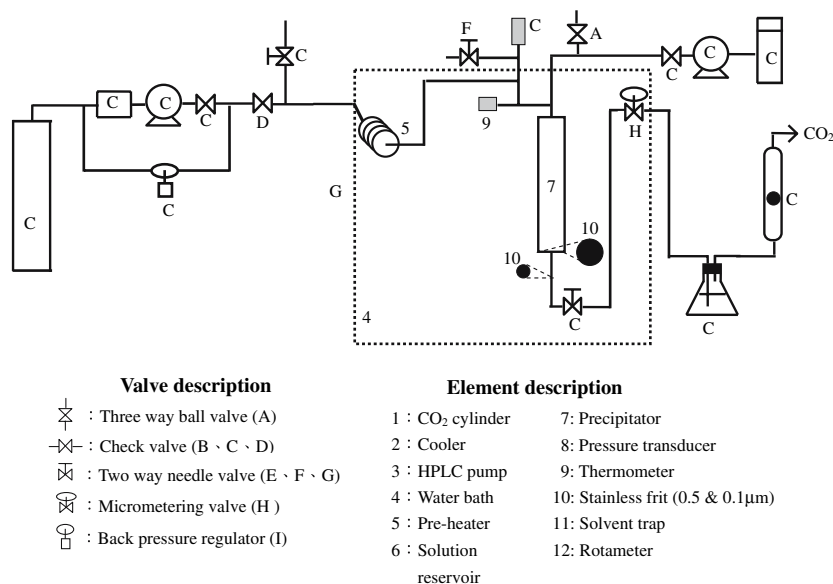 F
C
A
C
C
C
C
C
C
C
C
D
5
9
H
CO₂
C
G
7
C
C
10
10
4
C
C
Valve description
: Three way ball valve (A)
: Check valve (B、C、D)
: Two way needle valve (E、F、G)
: Micrometering valve (H )
: Back pressure regulator (I)
Element description
1 : CO₂ cylinder
2 : Cooler
3 : HPLC pump
4 : Water bath
5 : Pre-heater
6 : Solution
reservoir
7: Precipitator
8: Pressure transducer
9: Thermometer
10: Stainless frit (0.5 & 0.1μm)
11: Solvent trap
12: Rotameter